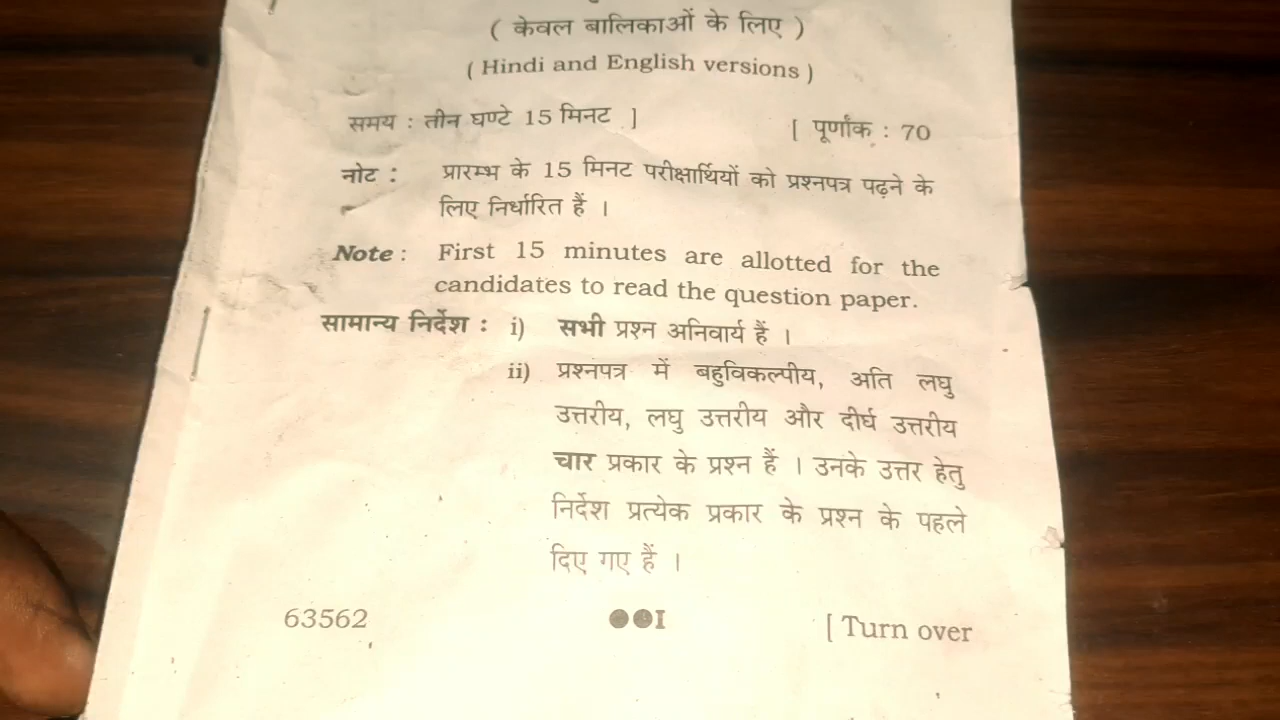 ( केवल बालिकाओं के लिए )
( Hindi and English versions )
समय : तीन घण्टे 15 मिनट ] [ पूर्णांक : 70
नोट : प्रारम्भ के 15 मिनट परीक्षार्थियों को प्रश्नपत्र पढ़ने के
लिए निर्धारित हैं ।
Note : First 15 minutes are allotted for the
candidates to read the question paper.
सामान्य निर्देश : i) सभी प्रश्न अनिवार्य हैं ।
ii) प्रश्नपत्र में बहुविकल्पीय, अति लघु
उत्तरीय, लघु उत्तरीय और दीर्घ उत्तरीय
चार प्रकार के प्रश्न हैं । उनके उत्तर हेतु
निर्देश प्रत्येक प्रकार के प्रश्न के पहले
दिए गए हैं ।
63562 ●●I [ Turn over